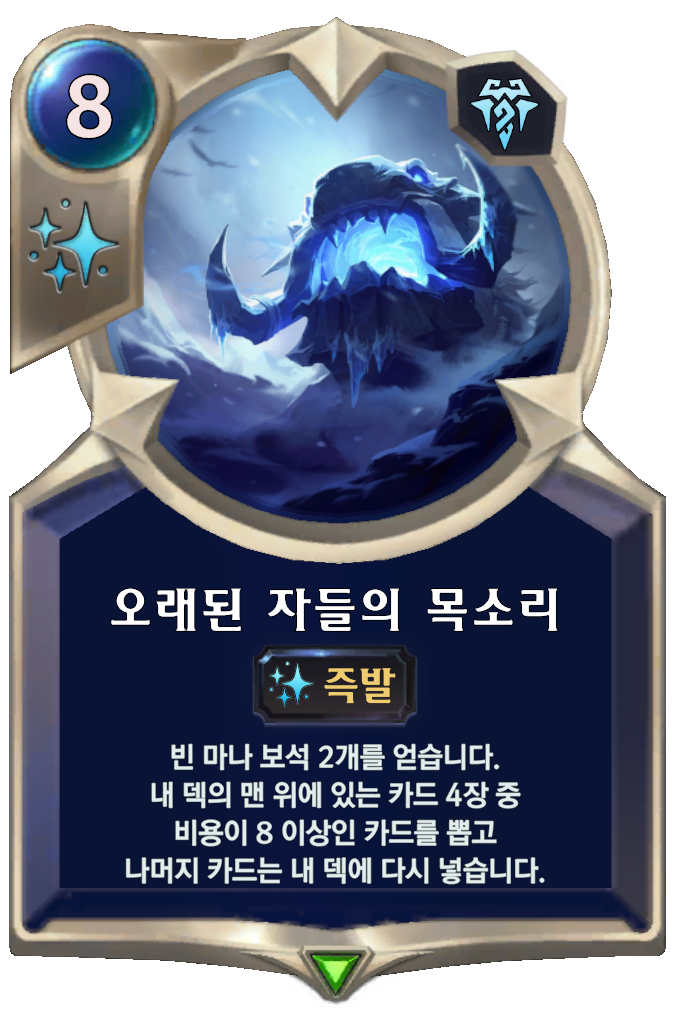 8
오래된 자들의 목소리
즉발
빈 마나 보석 2개를 얻습니다.
내 덱의 맨 위에 있는 카드 4장 중
비용이 8 이상인 카드를 뽑고
나머지 카드는 내 덱에 다시 넣습니다.